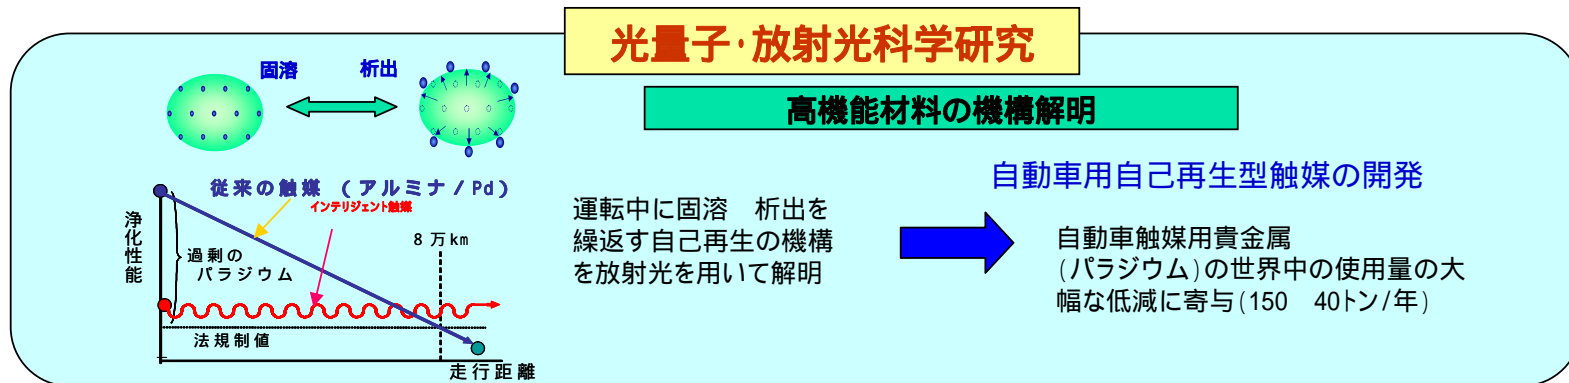 光量子・放射光科学研究
高機能材料の機構解明
固溶
析出
従来の触媒 (アルミナ/Pd)
インテリジェント触媒
浄化性能
過剰の
パラジウム
8万km
法規制値
走行距離
運転中に固溶 析出を
繰返す自己再生の機構
を放射光を用いて解明
自動車用自己再生型触媒の開発
自動車触媒用貴金属
(パラジウム)の世界中の使用量の大
幅な低減に寄与(150 40トン/年)